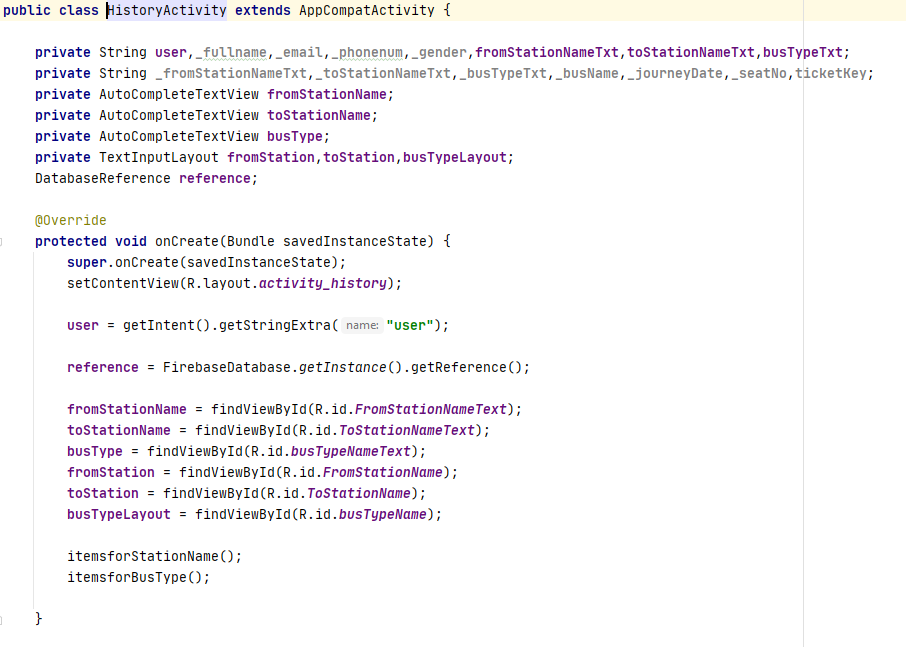 public class HistoryActivity extends AppCompatActivity {
private String user,_fullname,_email,_phonenum,_gender,fromStationNameTxt,toStationNameTxt,busTypeTxt;
private String _fromStationNameTxt,_toStationNameTxt,_busTypeTxt,_busName,_journeyDate,_seatNo,ticketKey;
private AutoCompleteTextView fromStationName;
private AutoCompleteTextView toStationName;
private AutoCompleteTextView busType;
private TextInputLayout fromStation,toStation,busTypeLayout;
DatabaseReference reference;
@Override
protected void onCreate(Bundle savedInstanceState) {
super.onCreate(savedInstanceState);
setContentView(R.layout.activity_history);
user = getIntent().getStringExtra( name: "user");
reference = FirebaseDatabase.getInstance().getReference();
fromStationName = findViewById(R.id.FromStationNameText);
toStationName = findViewById(R.id.ToStationNameText);
busType = findViewById(R.id.busTypeNameText);
fromStation = findViewById(R.id.FromStationName);
toStation = findViewById(R.id.ToStationName);
busTypeLayout = findViewById(R.id.busTypeName);
itemsforStationName();
itemsforBusType();
}